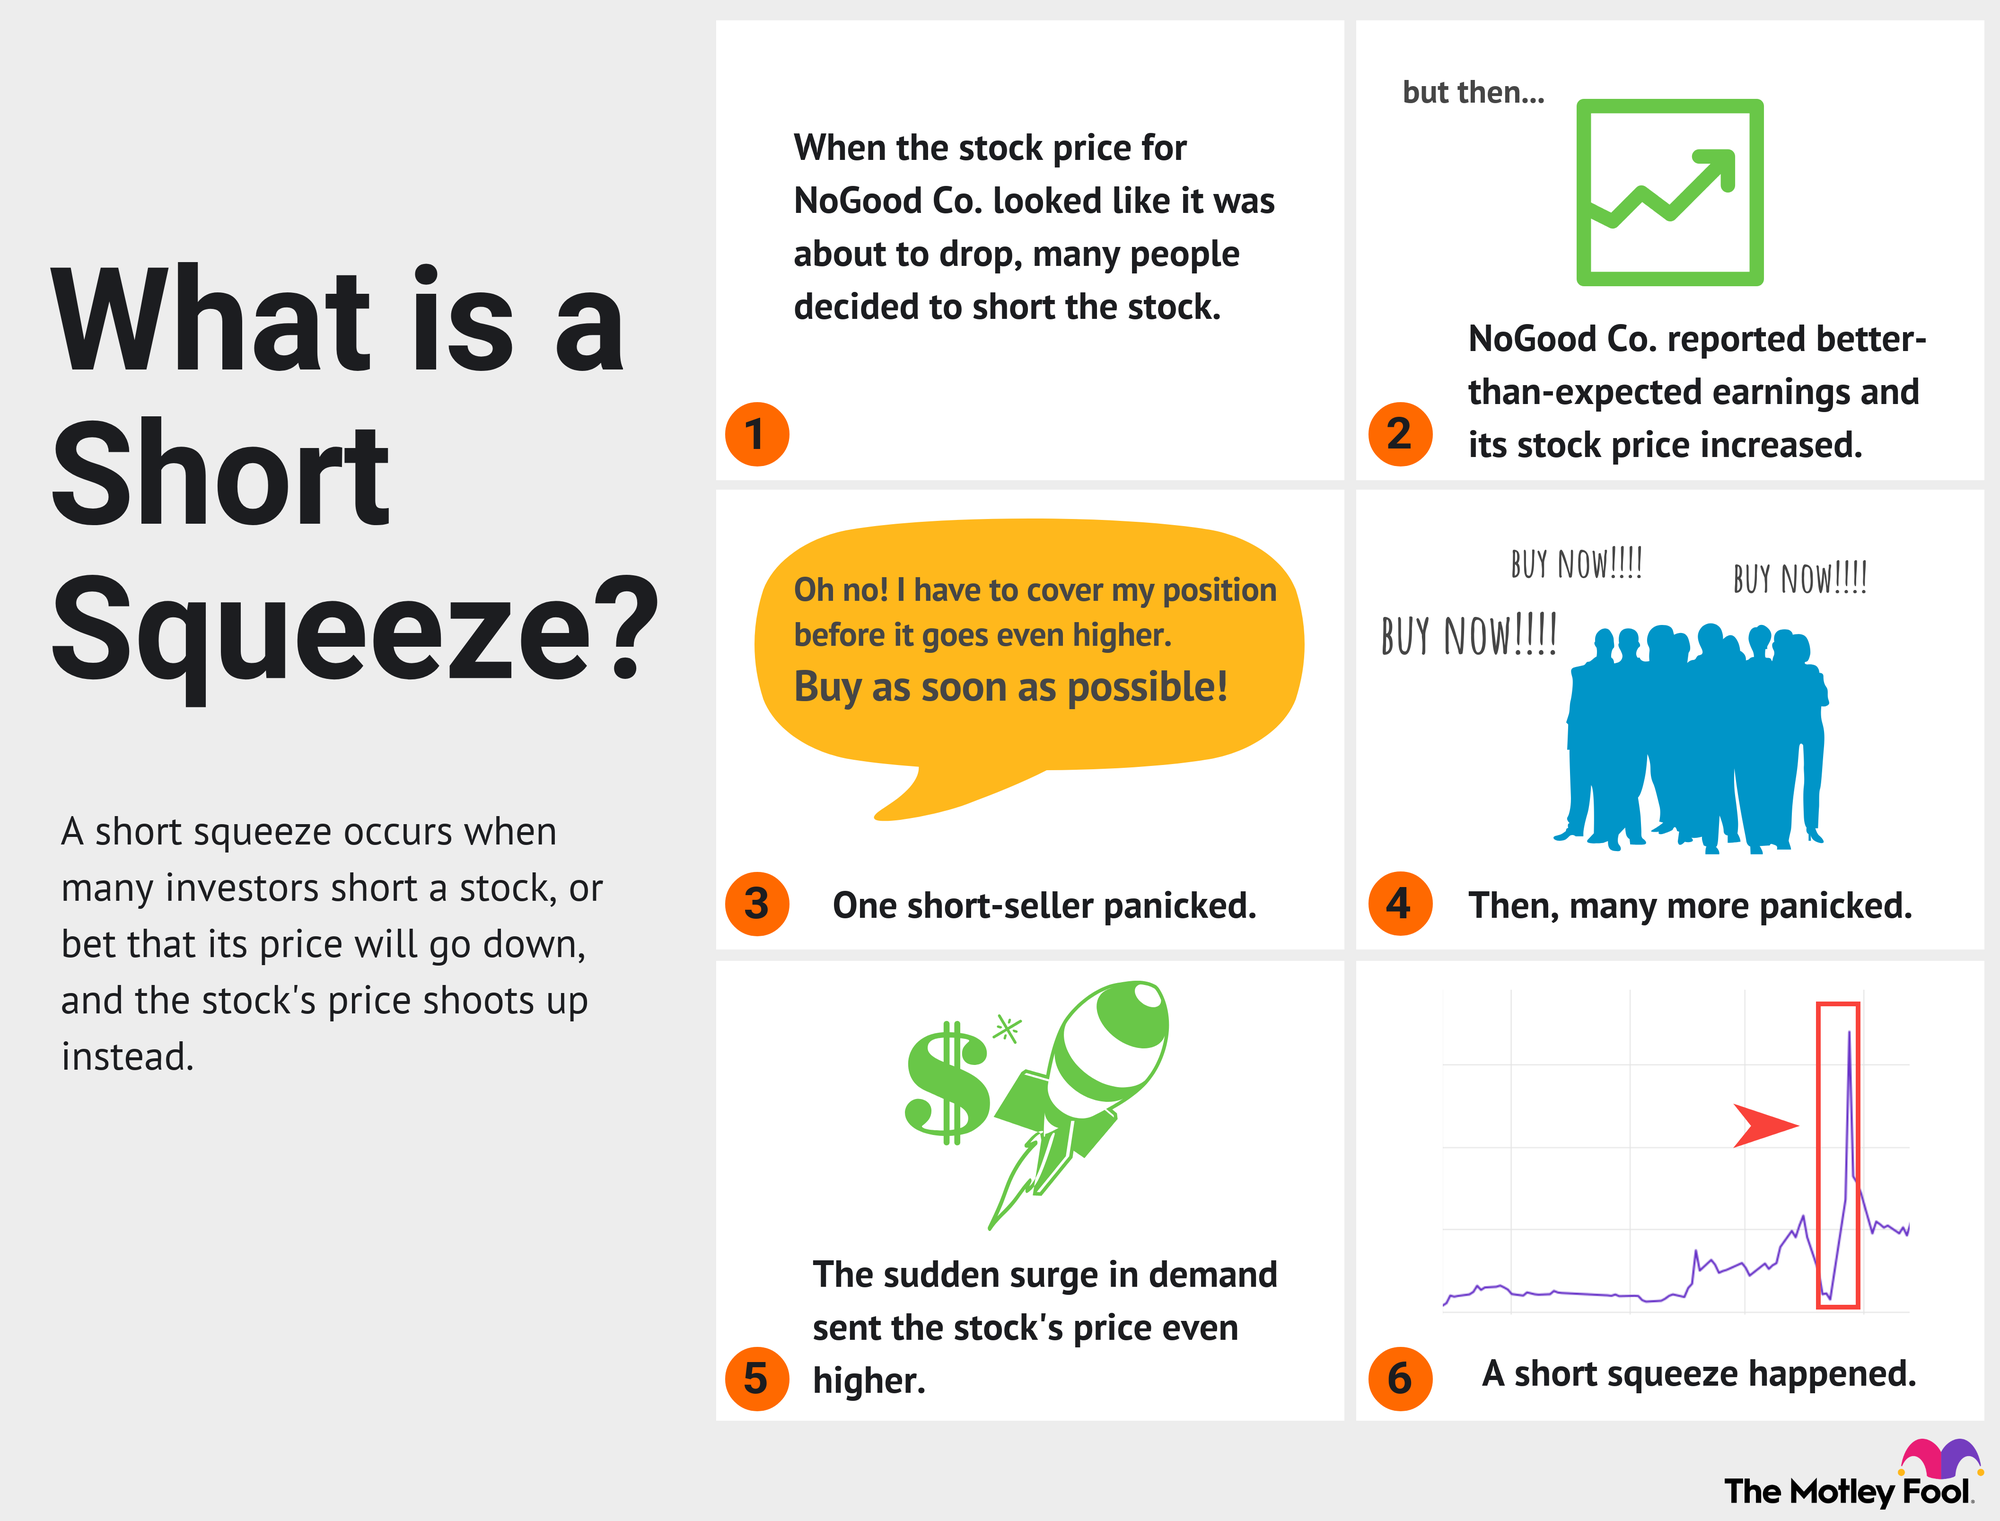 What is a
Short
Squeeze?
A short squeeze occurs when
many investors short a stock, or
bet that its price will go down,
and the stock's price shoots up
instead.
When the stock price for
NoGood Co. looked like it was
about to drop, many people
decided to short the stock.
1
but then...
NoGood Co. reported better-
than-expected earnings and
its stock price increased.
2
Oh no! I have to cover my position
before it goes even higher.
Buy as soon as possible!
3
One short-seller panicked.
BUY NOW!!!!
BUY NOW!!!!
BUY NOW!!!!
4
Then, many more panicked.
$
The sudden surge in demand
sent the stock's price even
higher.
5
6
A short squeeze happened.
The Motley Fool.